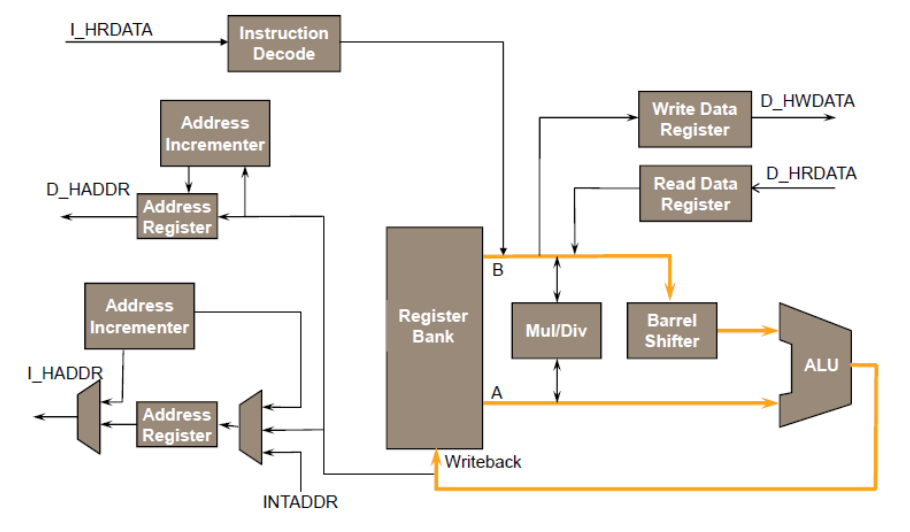 I_HRDATA
Instruction
Decode
Address
Incrementer
Write Data
Register
D_HWDATA
D_HADDR
Address
Register
Read Data
Register
D_HRDATA
B
Address
Incrementer
Register
Bank
Mul/Div
Barrel
Shifter
ALU
I_HADDR
A
Address
Register
Writeback
INTADDR